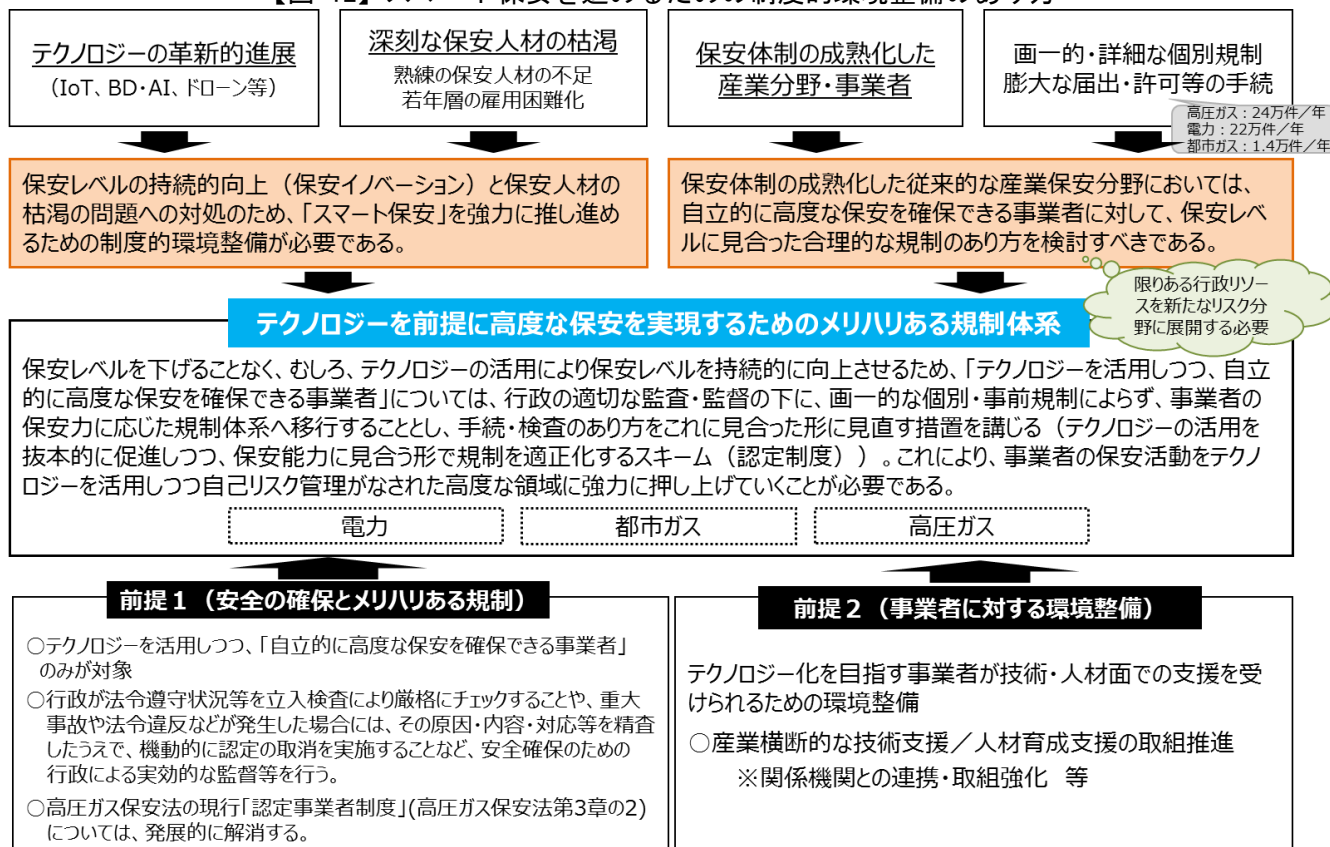 テクノロジーの革新的進展
（IoT、BD・AI、ドローン等）
深刻な保安人材の枯渇
熟練の保安人材の不足
若年層の雇用困難化
保安体制の成熟化した
産業分野・事業者
画一的・詳細な個別規制
膨大な届出・許可等の手続
高圧ガス：24万件／年
電力：22万件／年
都市ガス：1.4万件／年
保安レベルの持続的向上（保安イノベーション）と保安人材の
枯渇の問題への対処のため、「スマート保安」を強力に推し進め
るための制度的環境整備が必要である。
保安体制の成熟化した従来的な産業保安分野においては、
自立的に高度な保安を確保できる事業者に対して、保安レベ
ルに見合った合理的な規制のあり方を検討すべきである。
限りある行政リソー
スを新たなリスク分
野に展開する必要
テクノロジーを前提に高度な保安を実現するためのメリハリある規制体系
保安レベルを下げることなく、むしろ、テクノロジーの活用により保安レベルを持続的に向上させるため、「テクノロジーを活用しつつ、自立
的に高度な保安を確保できる事業者」については、行政の適切な監査・監督の下に、画一的な個別・事前規制によらず、事業者の
保安力に応じた規制体系へ移行することとし、手続・検査のあり方をこれに見合った形に見直す措置を講じる（テクノロジーの活用を
抜本的に促進しつつ、保安能力に見合う形で規制を適正化するスキーム（認定制度））。これにより、事業者の保安活動をテクノ
ロジーを活用しつつ自己リスク管理がなされた高度な領域に強力に押し上げていくことが必要である。
電力
都市ガス
高圧ガス
前提１（安全の確保とメリハリある規制）
○テクノロジーを活用しつつ、「自立的に高度な保安を確保できる事業者」
のみが対象
○行政が法令遵守状況等を立入検査により厳格にチェックすることや、重大
事故や法令違反などが発生した場合には、その原因・内容・対応等を精査
したうえで、機動的に認定の取消を実施することなど、安全確保のための
行政による実効的な監督等を行う。
○高圧ガス保安法の現行「認定事業者制度」(高圧ガス保安法第3章の2)
については、発展的に解消する。
前提２（事業者に対する環境整備）
テクノロジー化を目指す事業者が技術・人材面での支援を受
けられるための環境整備
○産業横断的な技術支援／人材育成支援の取組推進
※関係機関との連携・取組強化　等